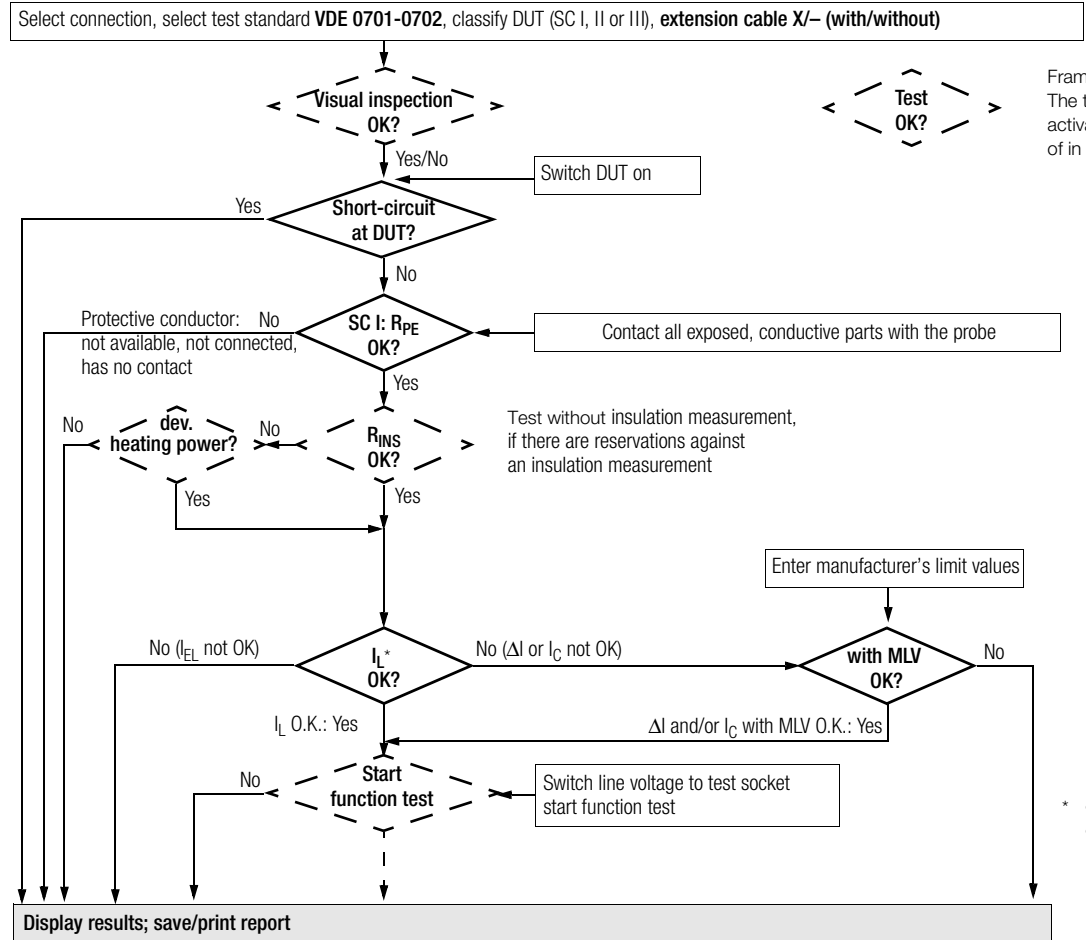 Select connection, select test standard VDE 0701-0702, classify DUT (SC I, II or III), extension cable X/– (with/without)
Visual inspection
OK?
Test
OK?
Fram
The t
activa
of in
Yes/No
Switch DUT on
Yes
Short-circuit
at DUT?
No
Protective conductor: No
not available, not connected,
has no contact
SC I: RPE
OK?
Contact all exposed, conductive parts with the probe
Yes
No
dev.
heating power?
No
RINS
OK?
Test without insulation measurement,
if there are reservations against
an insulation measurement
Yes
Yes
Enter manufacturer's limit values
No (IEL not OK)
IL*
OK?
No (ΔI or IC not OK)
with MLV
OK?
No
IL O.K.: Yes
ΔI and/or IC with MLV O.K.: Yes
No
Start
function test
Switch line voltage to test socket
start function test
*
Display results; save/print report